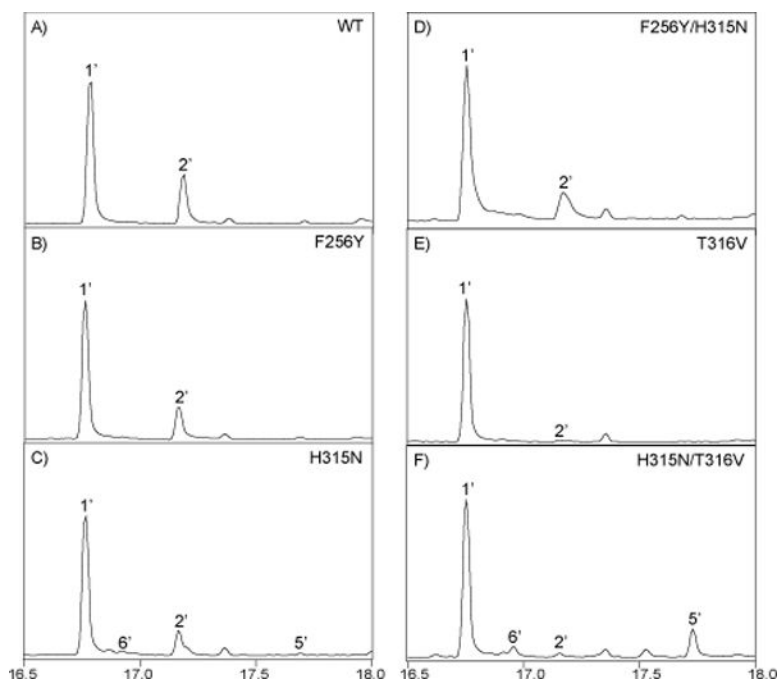 A) WT
1'
2'
B) F256Y
1'
2'
C) H315N
1'
6' 2' 5'
16.5 17.0 17.5 18.0
D) F256Y/H315N
1'
2'
E) T316V
1'
2'
F) H315N/T316V
1'
6' 2' 5'
16.5 17.0 17.5 18.0